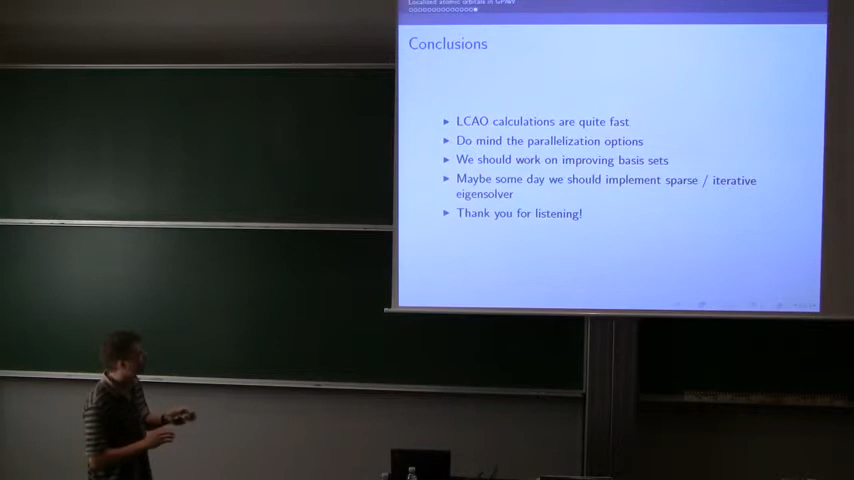 Localized atomic orbitals in GPAW
Conclusions
► LCAO calculations are quite fast
► Do mind the parallelization options
► We should work on improving basis sets
► Maybe some day we should implement sparse / iterative
eigensolver
► Thank you for listening!